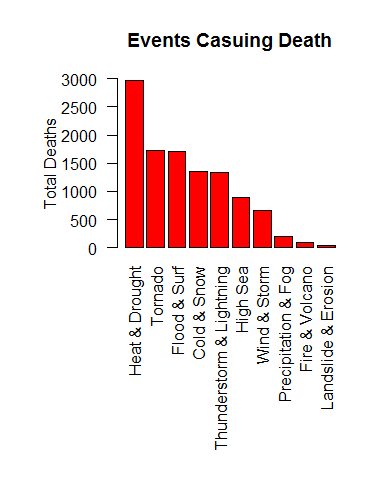 Events Casuing Death
Total Deaths
3000
2500
2000
1500
1000
500
0
Heat & Drought
Tornado
Flood & Surf
Cold & Snow
Thunderstorm & Lightning
High Sea
Wind & Storm
Precipitation & Fog
Fire & Volcano
Landslide & Erosion